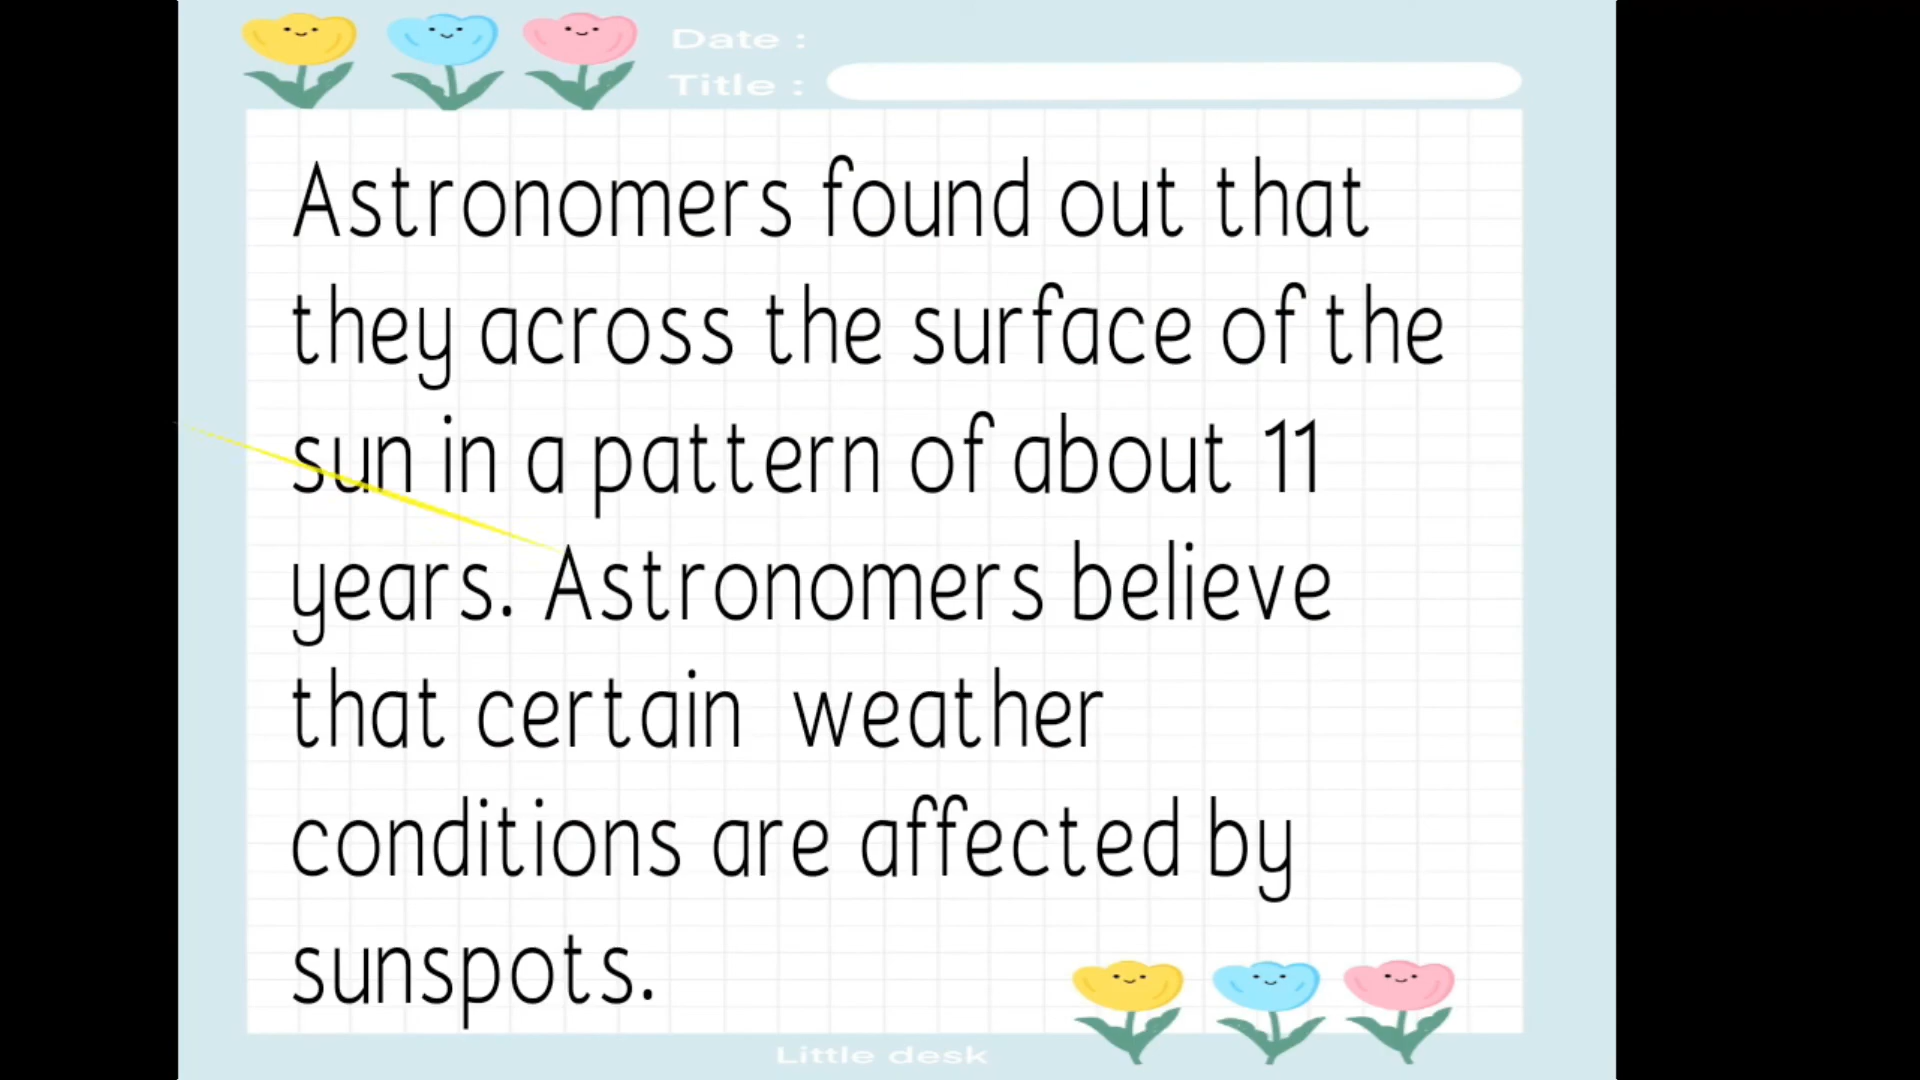 Date :
Title :
Astronomers found out that
they across the surface of the
sun in a pattern of about 11
years. Astronomers believe
that certain weather
conditions are affected by
sunspots.
Little desk